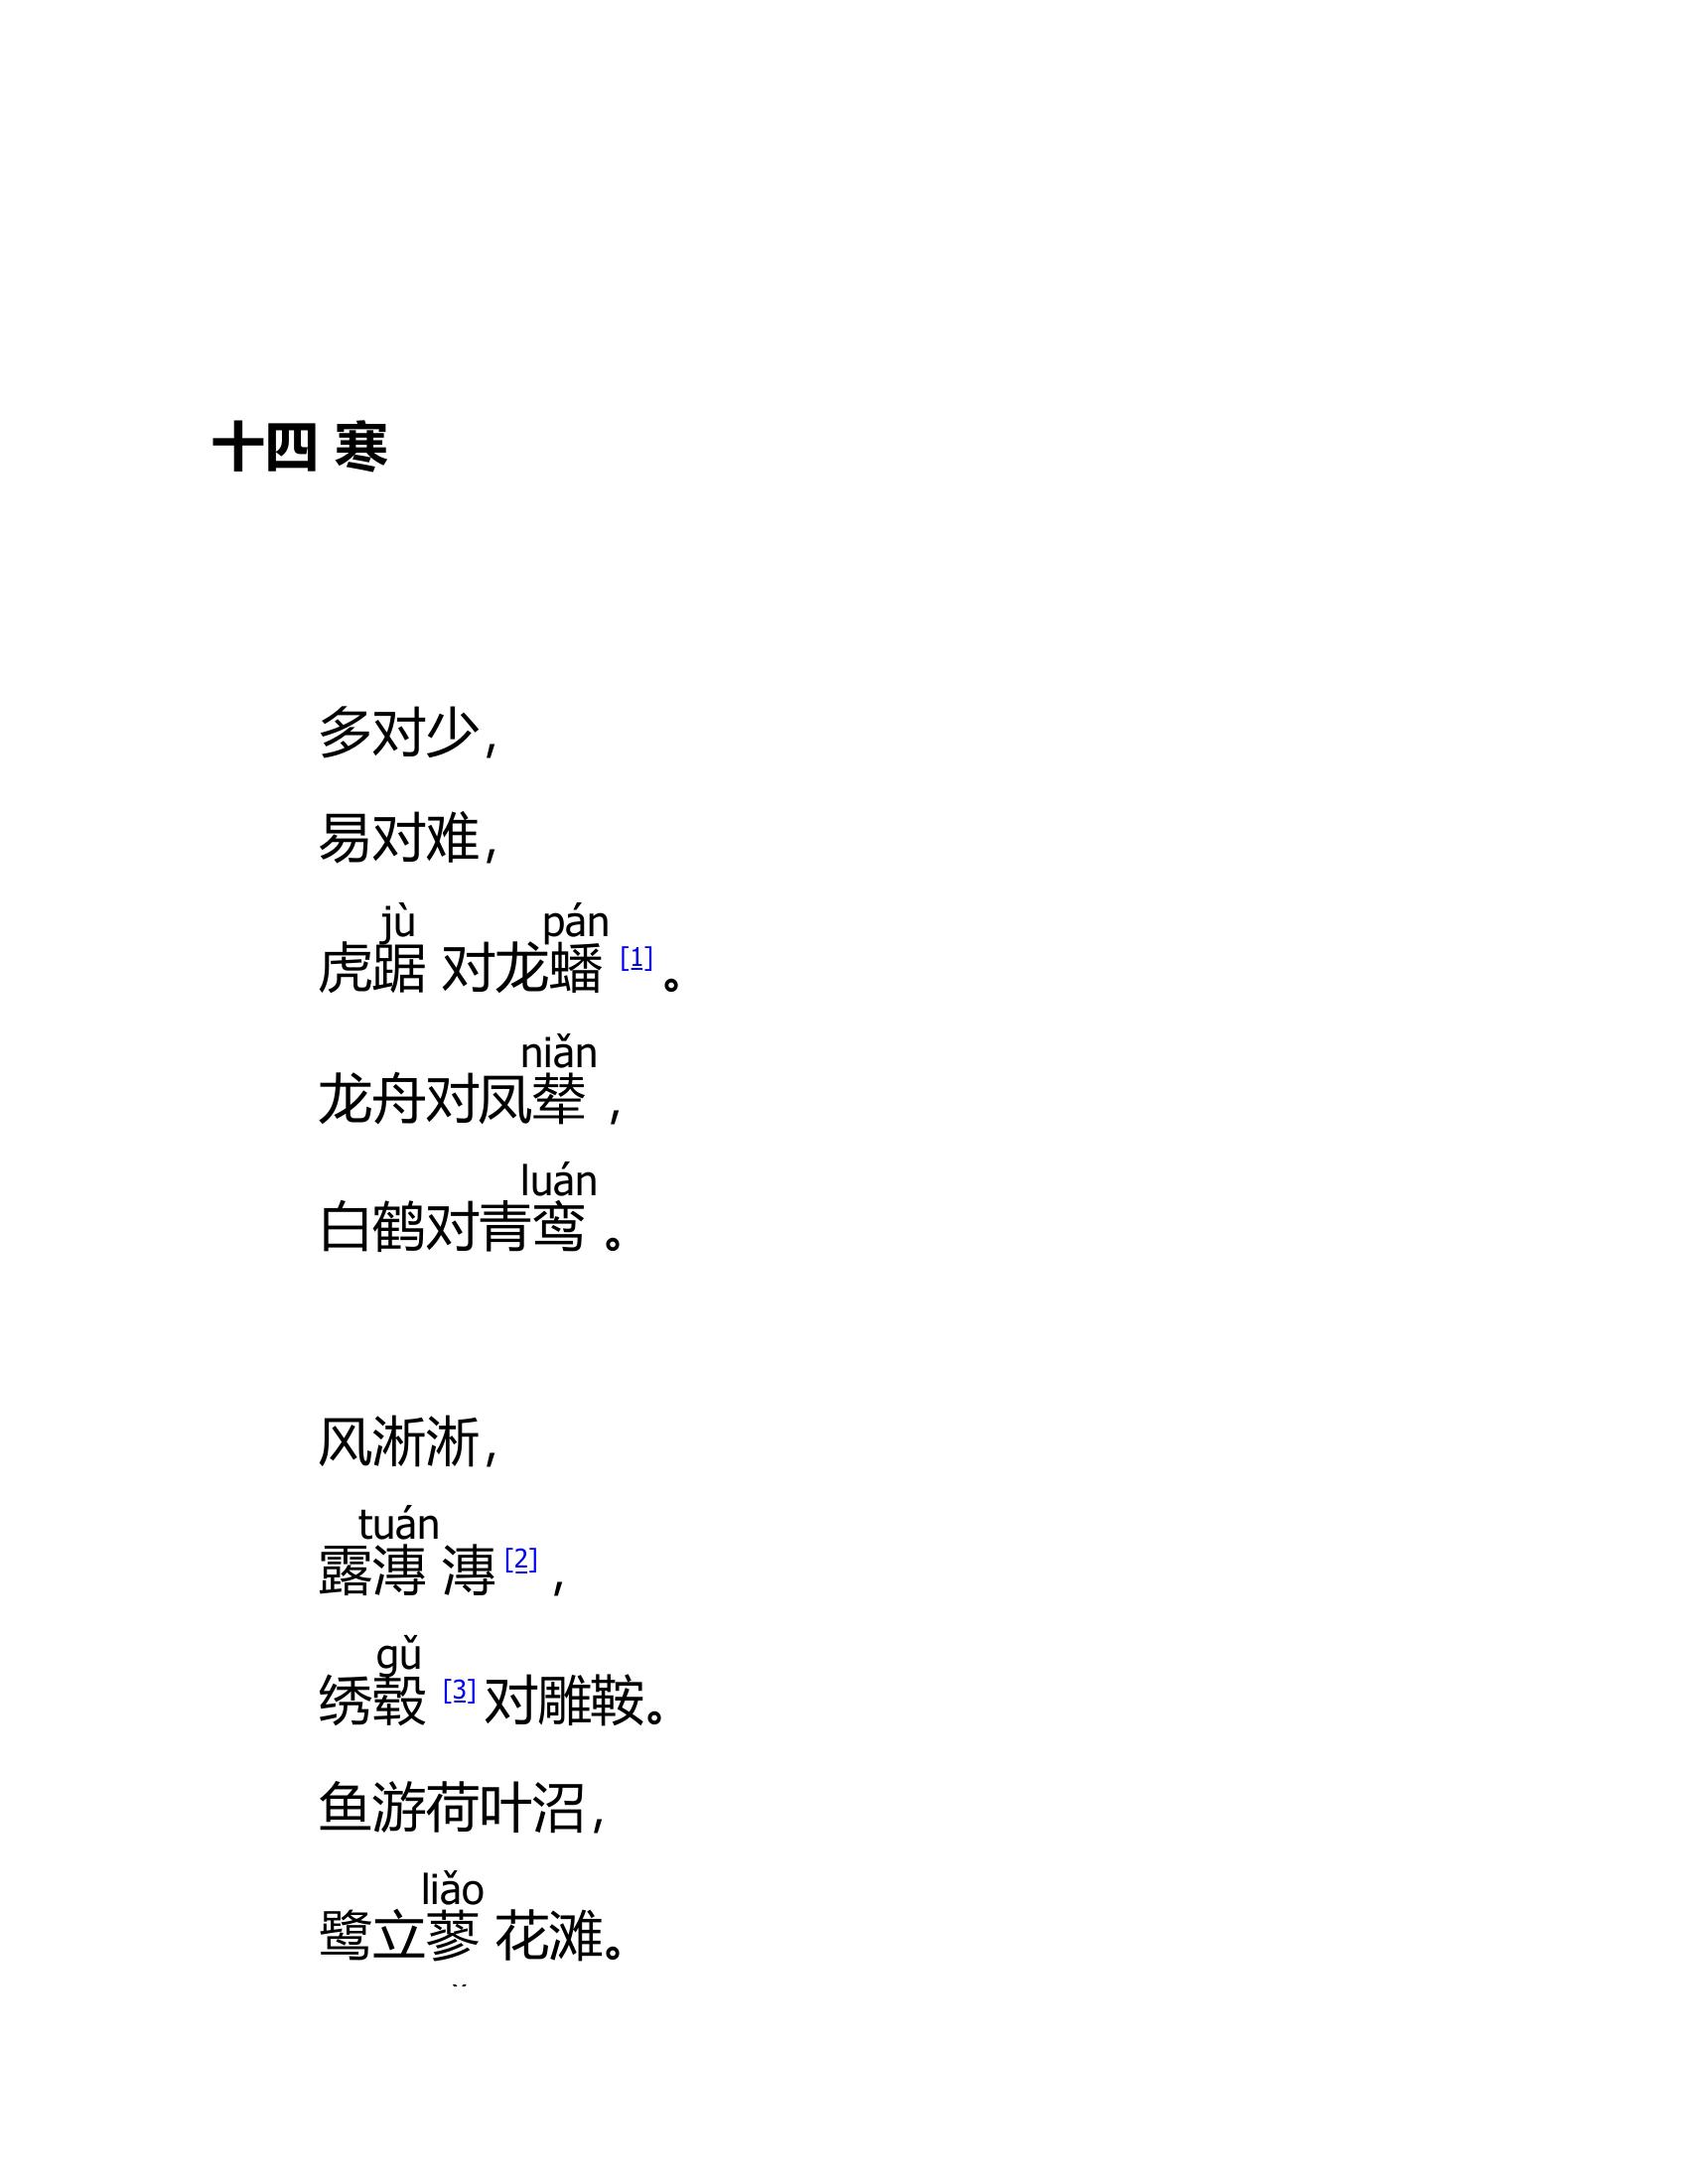 十四 寒
多对少，
易对难，
jù pán
虎踞 对龙蟠 [1] 。
niǎn
龙舟对凤辇 ，
luán
白鹤对青鸾 。
风淅淅，
tuán
露漙 漙 [2] ，
gǔ
绣毂 [3] 对雕鞍。
鱼游荷叶沼，
liǎo
鹭立蓼 花滩。